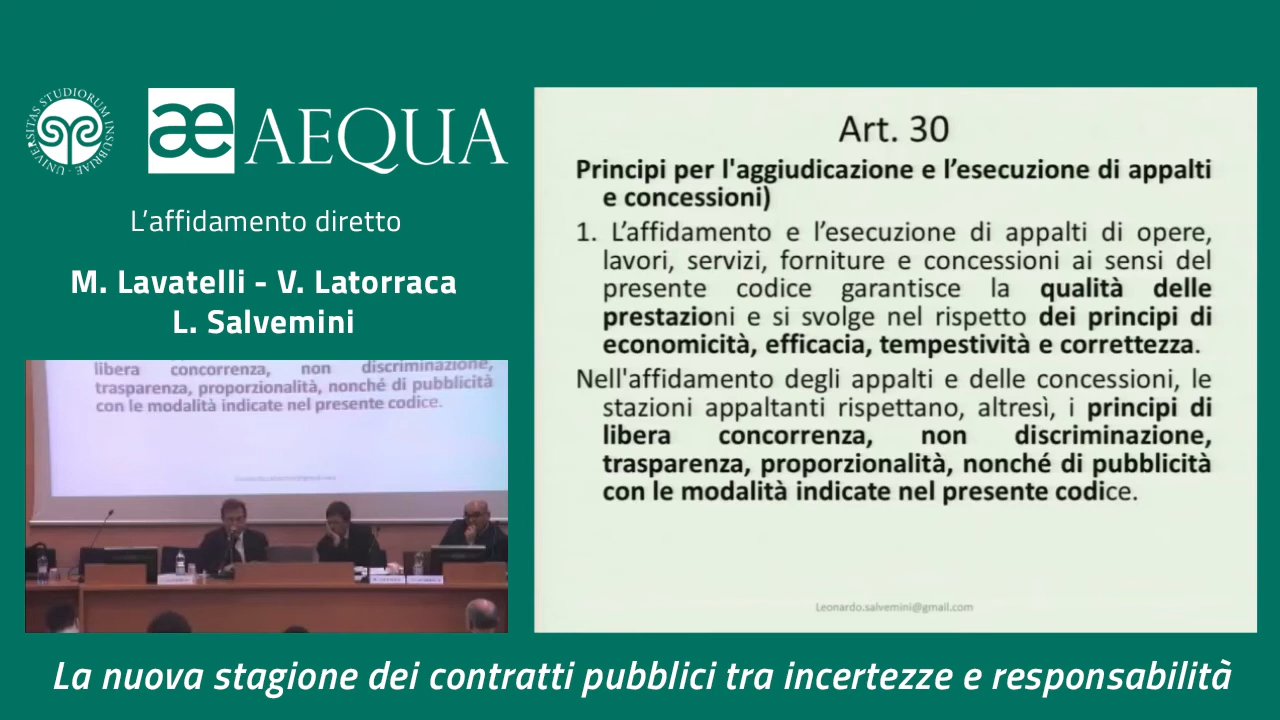 UNIVERSITAS STUDIORUM INSUBRIAE
æ AEQUA
L’affidamento diretto
M. Lavatelli - V. Latorraca
L. Salvemini
libera concorrenza, non discriminazione,
trasparenza, proporzionalità, nonché di pubblicità
con le modalità indicate nel presente codice.
Art. 30
Principi per l'aggiudicazione e l’esecuzione di appalti
e concessioni)
1. L’affidamento e l’esecuzione di appalti di opere,
lavori, servizi, forniture e concessioni ai sensi del
presente codice garantisce la qualità delle
prestazioni e si svolge nel rispetto dei principi di
economicità, efficacia, tempestività e correttezza.
Nell'affidamento degli appalti e delle concessioni, le
stazioni appaltanti rispettano, altresì, i principi di
libera concorrenza, non discriminazione,
trasparenza, proporzionalità, nonché di pubblicità
con le modalità indicate nel presente codice.
Leonardo.salvemini@gmail.com
La nuova stagione dei contratti pubblici tra incertezze e responsabilità